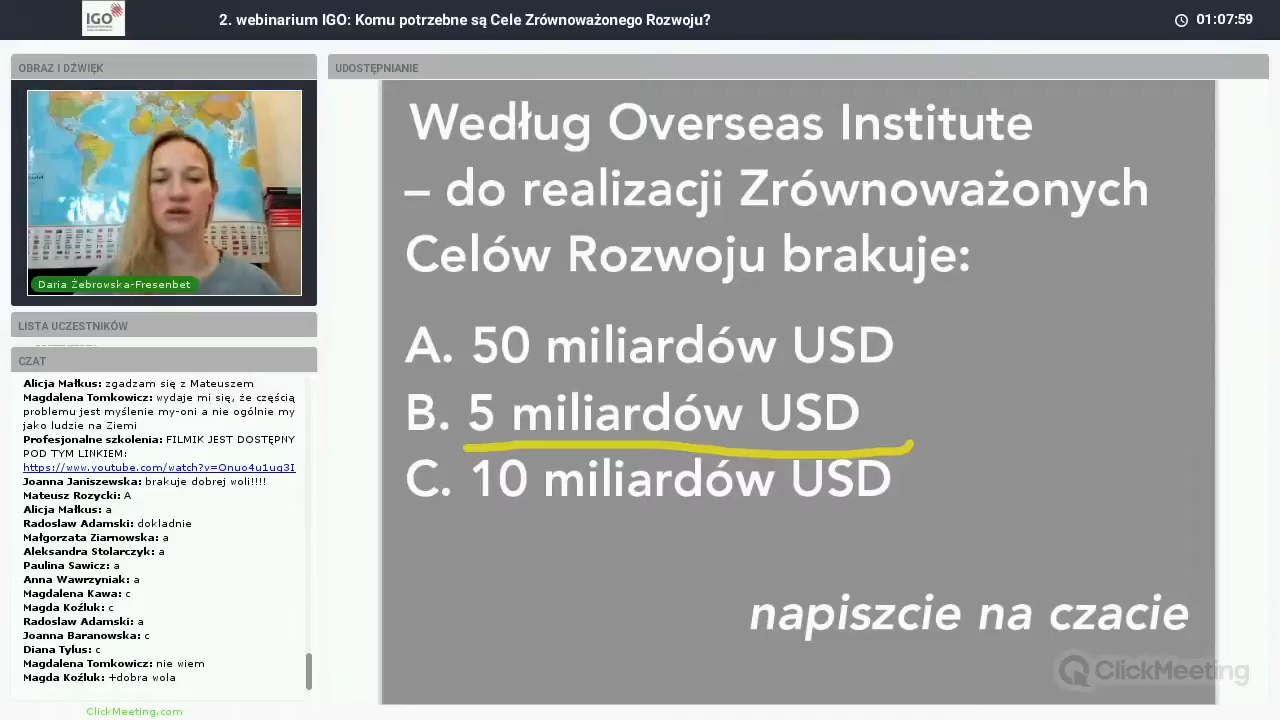 IGO
2. webinarium IGO: Komu potrzebne są Cele Zrównoważonego Rozwoju?
01:07:59
OBRAZ I DŹWIĘK
Daria Żebrowska-Fresenbet
LISTA UCZESTNIKÓW
CZAT
Alicja Małkus: zgadzam się z Mateuszem
Magdalena Tomkowicz: wydaje mi się, że częścią
problemu jest myślenie my-oni a nie ogólnie my
jako ludzie na Ziemi
Profesjonalne szkolenia: FILMIK JEST DOSTĘPNY
POD TYM LINKIEM:
https://www.youtube.com/watch?v=Onuo4u1uq3I
Joanna Janiszewska: brakuje dobrej woli!!!!
Mateusz Rozycki: A
Alicja Małkus: a
Radoslaw Adamski: dokladnie
Małgorzata Ziarnowska: a
Aleksandra Stolarczyk: a
Paulina Sawicz: a
Anna Wawrzyniak: a
Magdalena Kawa: c
Magda Koźluk: c
Radoslaw Adamski: a
Joanna Baranowska: c
Diana Tylus: c
Magdalena Tomkowicz: nie wiem
Magda Koźluk: +dobra wola
ClickMeeting.com
UDOSTĘPNIANIE
Według Overseas Institute
– do realizacji Zrównoważonych
Celów Rozwoju brakuje:
A. 50 miliardów USD
B. 5 miliardów USD
C. 10 miliardów USD
napiszcie na czacie
ClickMeeting